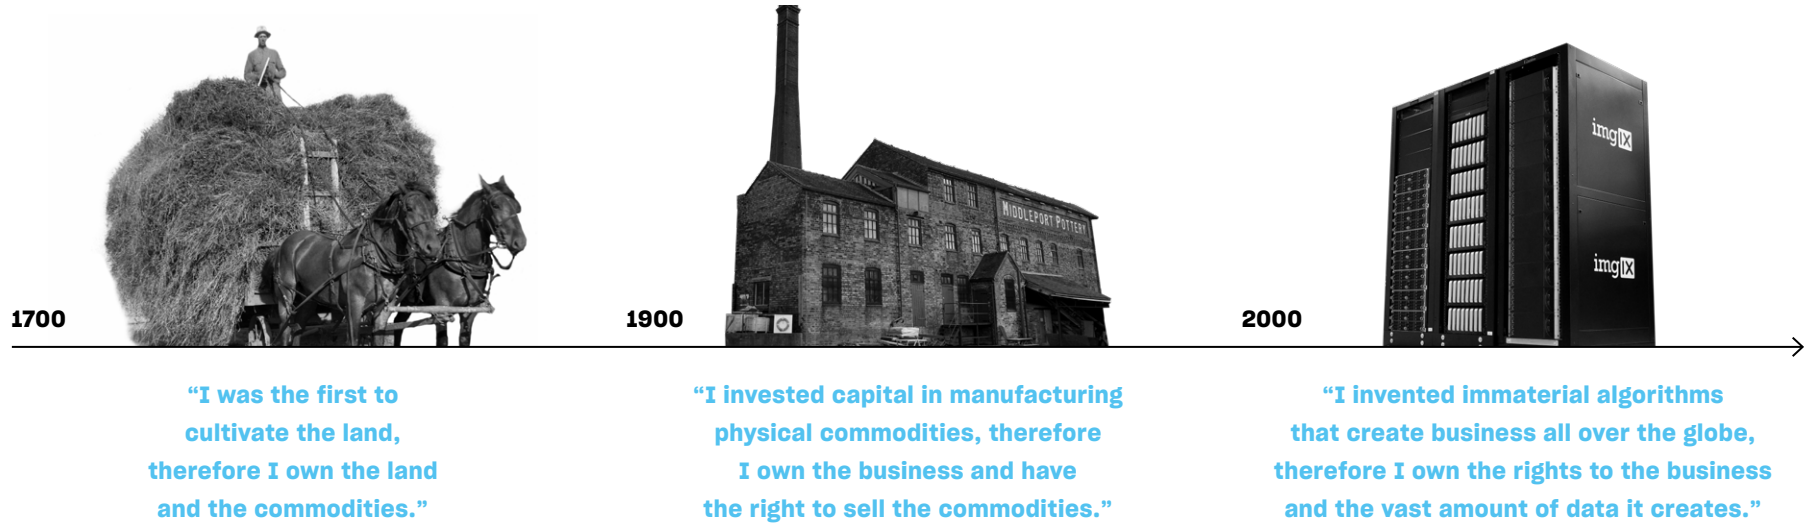 MIDDLEPORT POTTERY
imgIX
imgIX
1700
1900
2000
“I was the first to
cultivate the land,
therefore I own the land
and the commodities.”
“I invested capital in manufacturing
physical commodities, therefore
I own the business and have
the right to sell the commodities.”
“I invented immaterial algorithms
that create business all over the globe,
therefore I own the rights to the business
and the vast amount of data it creates.”